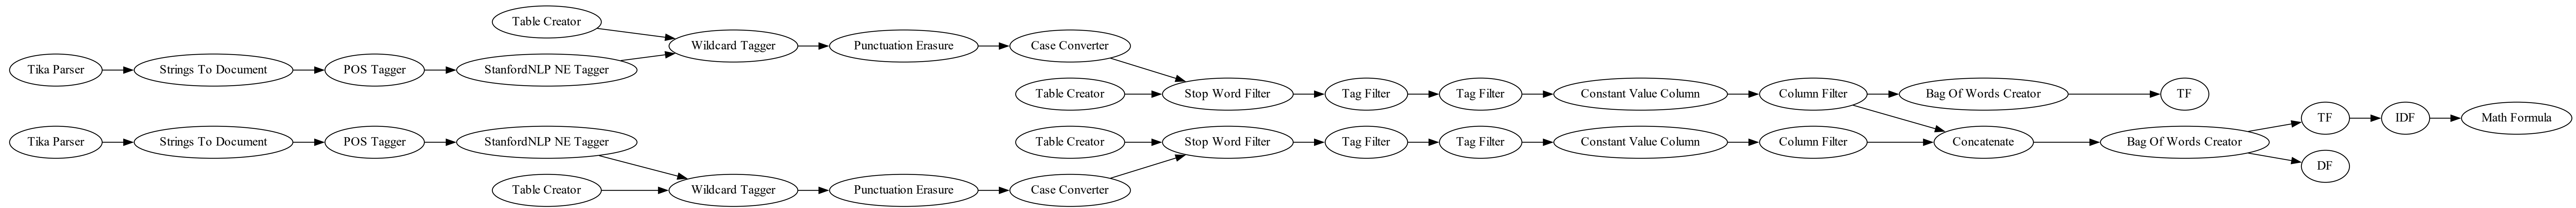 Table Creator
Tika Parser
Strings To Document
POS Tagger
StanfordNLP NE Tagger
Wildcard Tagger
Punctuation Erasure
Case Converter
Table Creator
Stop Word Filter
Tag Filter
Tag Filter
Constant Value Column
Column Filter
Bag Of Words Creator
TF
Tika Parser
Strings To Document
POS Tagger
StanfordNLP NE Tagger
Table Creator
Wildcard Tagger
Punctuation Erasure
Case Converter
Table Creator
Stop Word Filter
Tag Filter
Tag Filter
Constant Value Column
Column Filter
Concatenate
Bag Of Words Creator
TF
IDF
Math Formula
DF